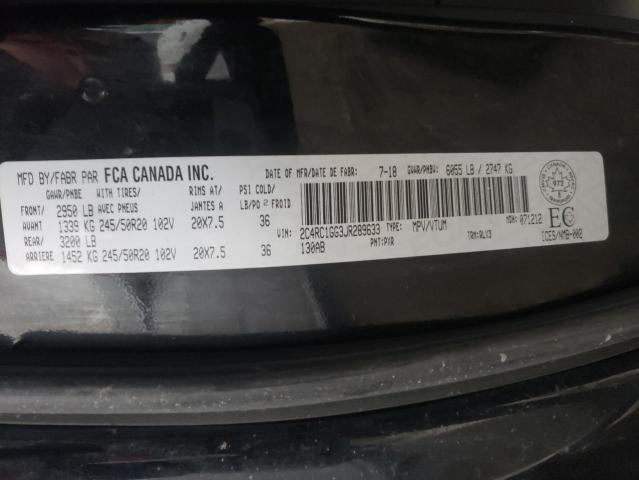 MFD BY/FABR PAR FCA CANADA INC. DATE OF MFR/DATE DE FABR: 7-18 GVWR/PNBV: 6055 LB / 2747 KG
GAWR/PNBE WITH TIRES/ RIMS AT/ PSI COLD/
FRONT/ 2950 LB AVEC PNEUS JANTES A LB/PO² FROID
AVANT 1339 KG 245/50R20 102V 20X7.5 36
REAR/ 3200 LB
ARRIERE 1452 KG 245/50R20 102V 20X7.5 36
VIN: 2C4RC1GG3JR289633 TYPE: MPV/VTUM MDH: 071212
130AB PNT: PXR TRM: ALX3
973
EC
ICES/NMB-002